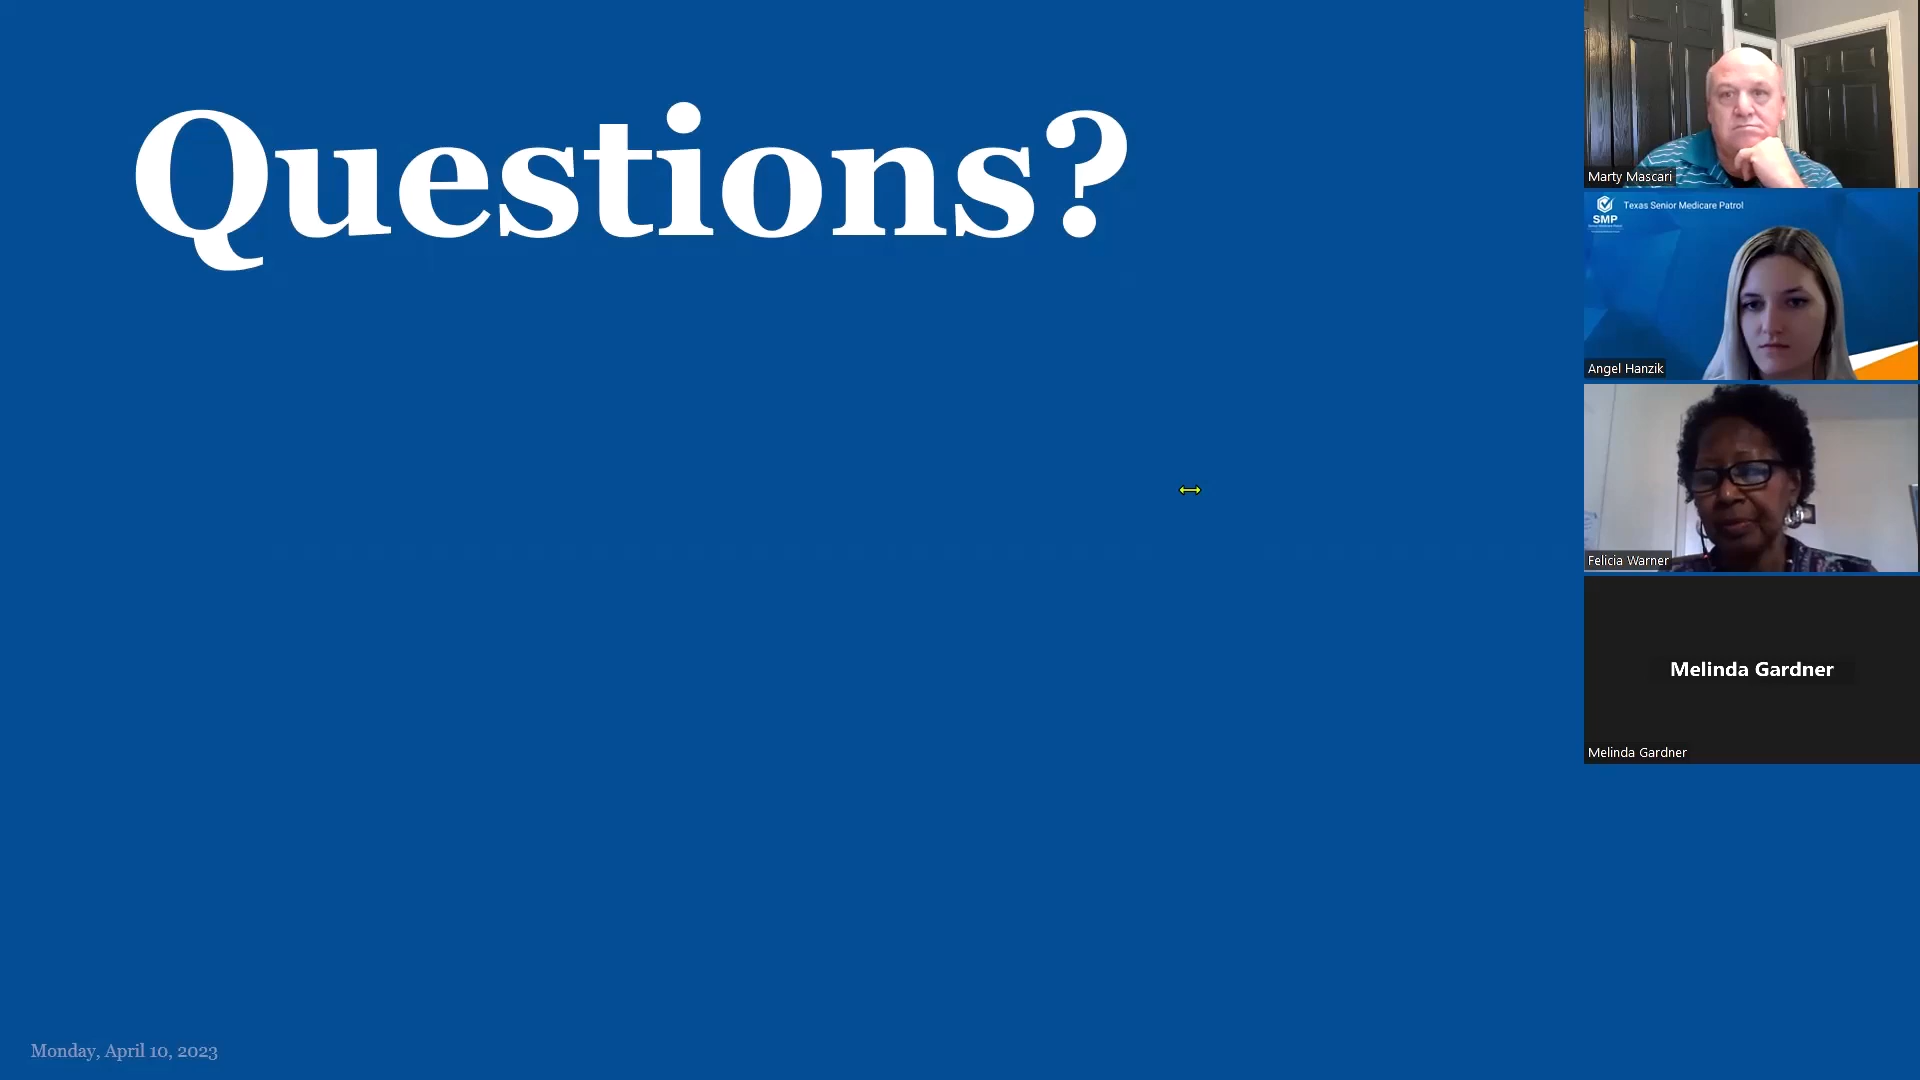 Questions?
Marty Mascari
Texas Senior Medicare Patrol
SMP
Angel Hanzik
Felicia Warner
Melinda Gardner
Melinda Gardner
Monday, April 10, 2023